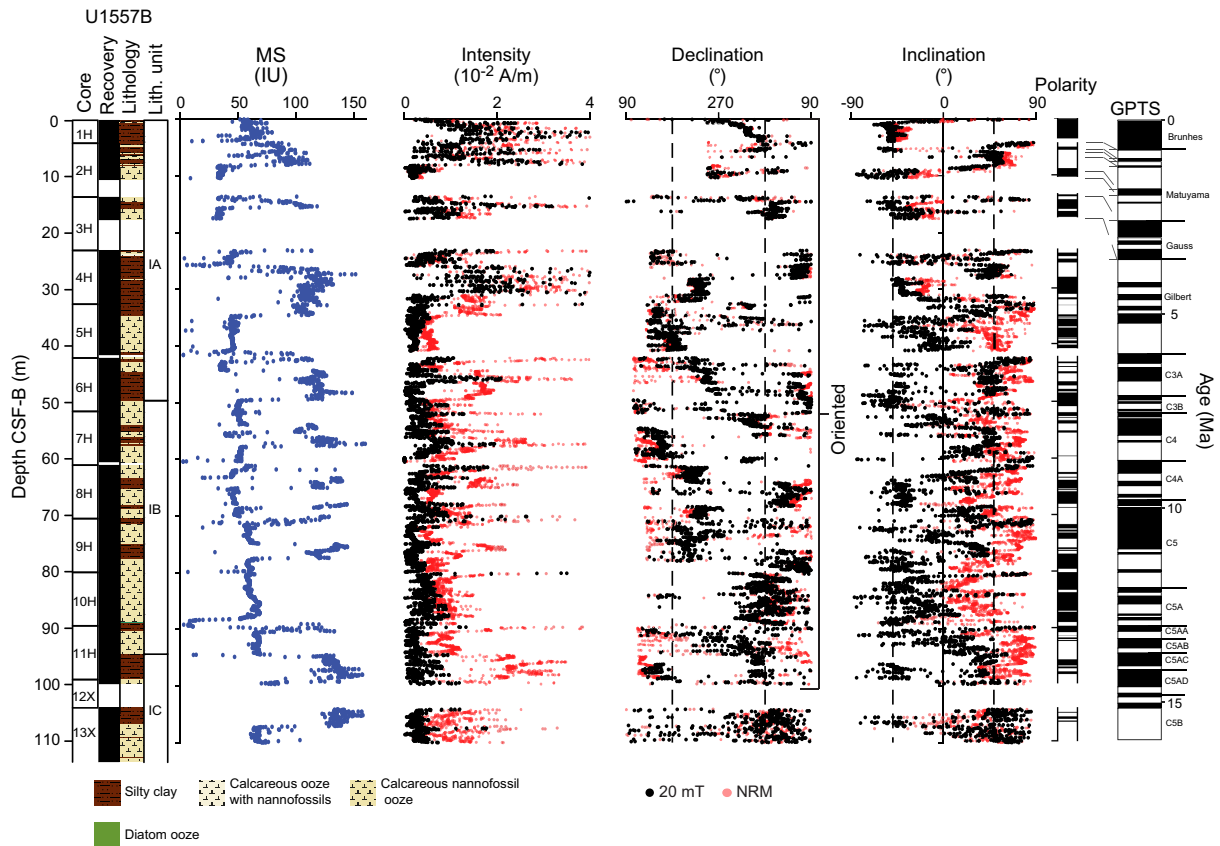 U1557B
Core
Recovery
Lithology
Lith. unit
MS
(IU)
Intensity
(10-2 A/m)
Declination
(°)
Inclination
(°)
Polarity
GPTS
0 50 100 150
0 2 4
90 270 90
-90 0 90
Depth CSF-B (m)
0
10
20
30
40
50
60
70
80
90
100
110
1H
2H
3H
4H
5H
6H
7H
8H
9H
10H
11H
12X
13X
IA
IB
IC
Oriented
0
5
10
15
Age (Ma)
Brunhes
Matuyama
Gauss
Gilbert
C3A
C3B
C4
C4A
C5
C5A
C5AA
C5AB
C5AC
C5AD
C5B
Silty clay
Calcareous ooze
with nannofossils
Calcareous nannofossil
ooze
Diatom ooze
20 mT
NRM